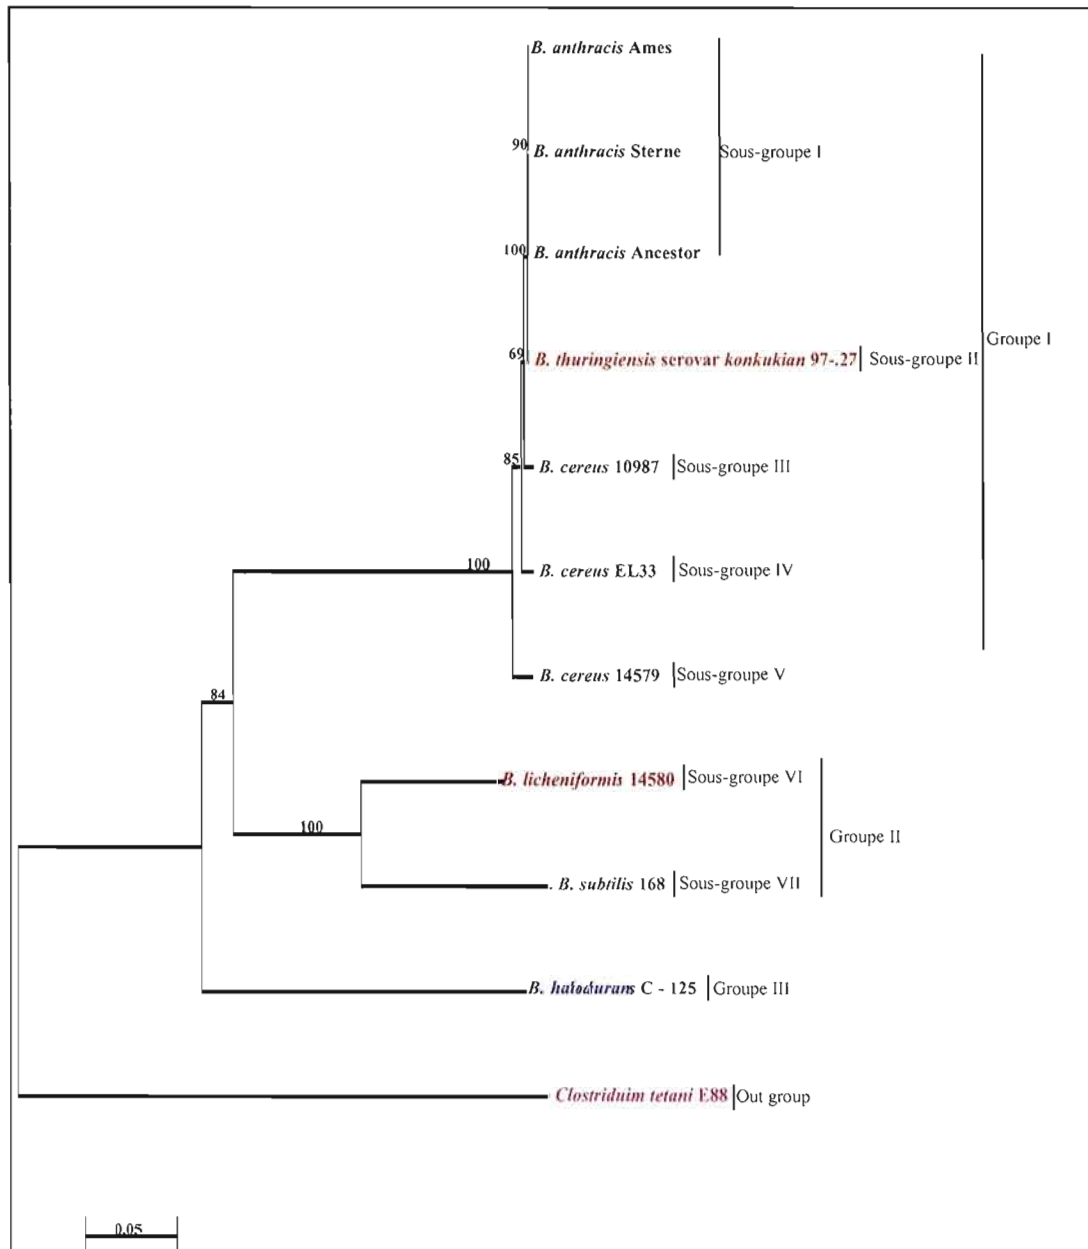 B. anthracis Ames
90 B. anthracis Sterne Sous-groupe I
100 B. anthracis Ancestor
Groupe I
69 B. thuringiensis serovar konkukian 97-.27 Sous-groupe II
85 B. cereus 10987 Sous-groupe III
100 B. cereus EL33 Sous-groupe IV
B. cereus 14579 Sous-groupe V
84
B. licheniformis 14580 Sous-groupe VI
100 Groupe II
. B. subtilis 168 Sous-groupe VII
B. halodurans C - 125 Groupe III
Clostriduim tetani E88 Out group
0.05